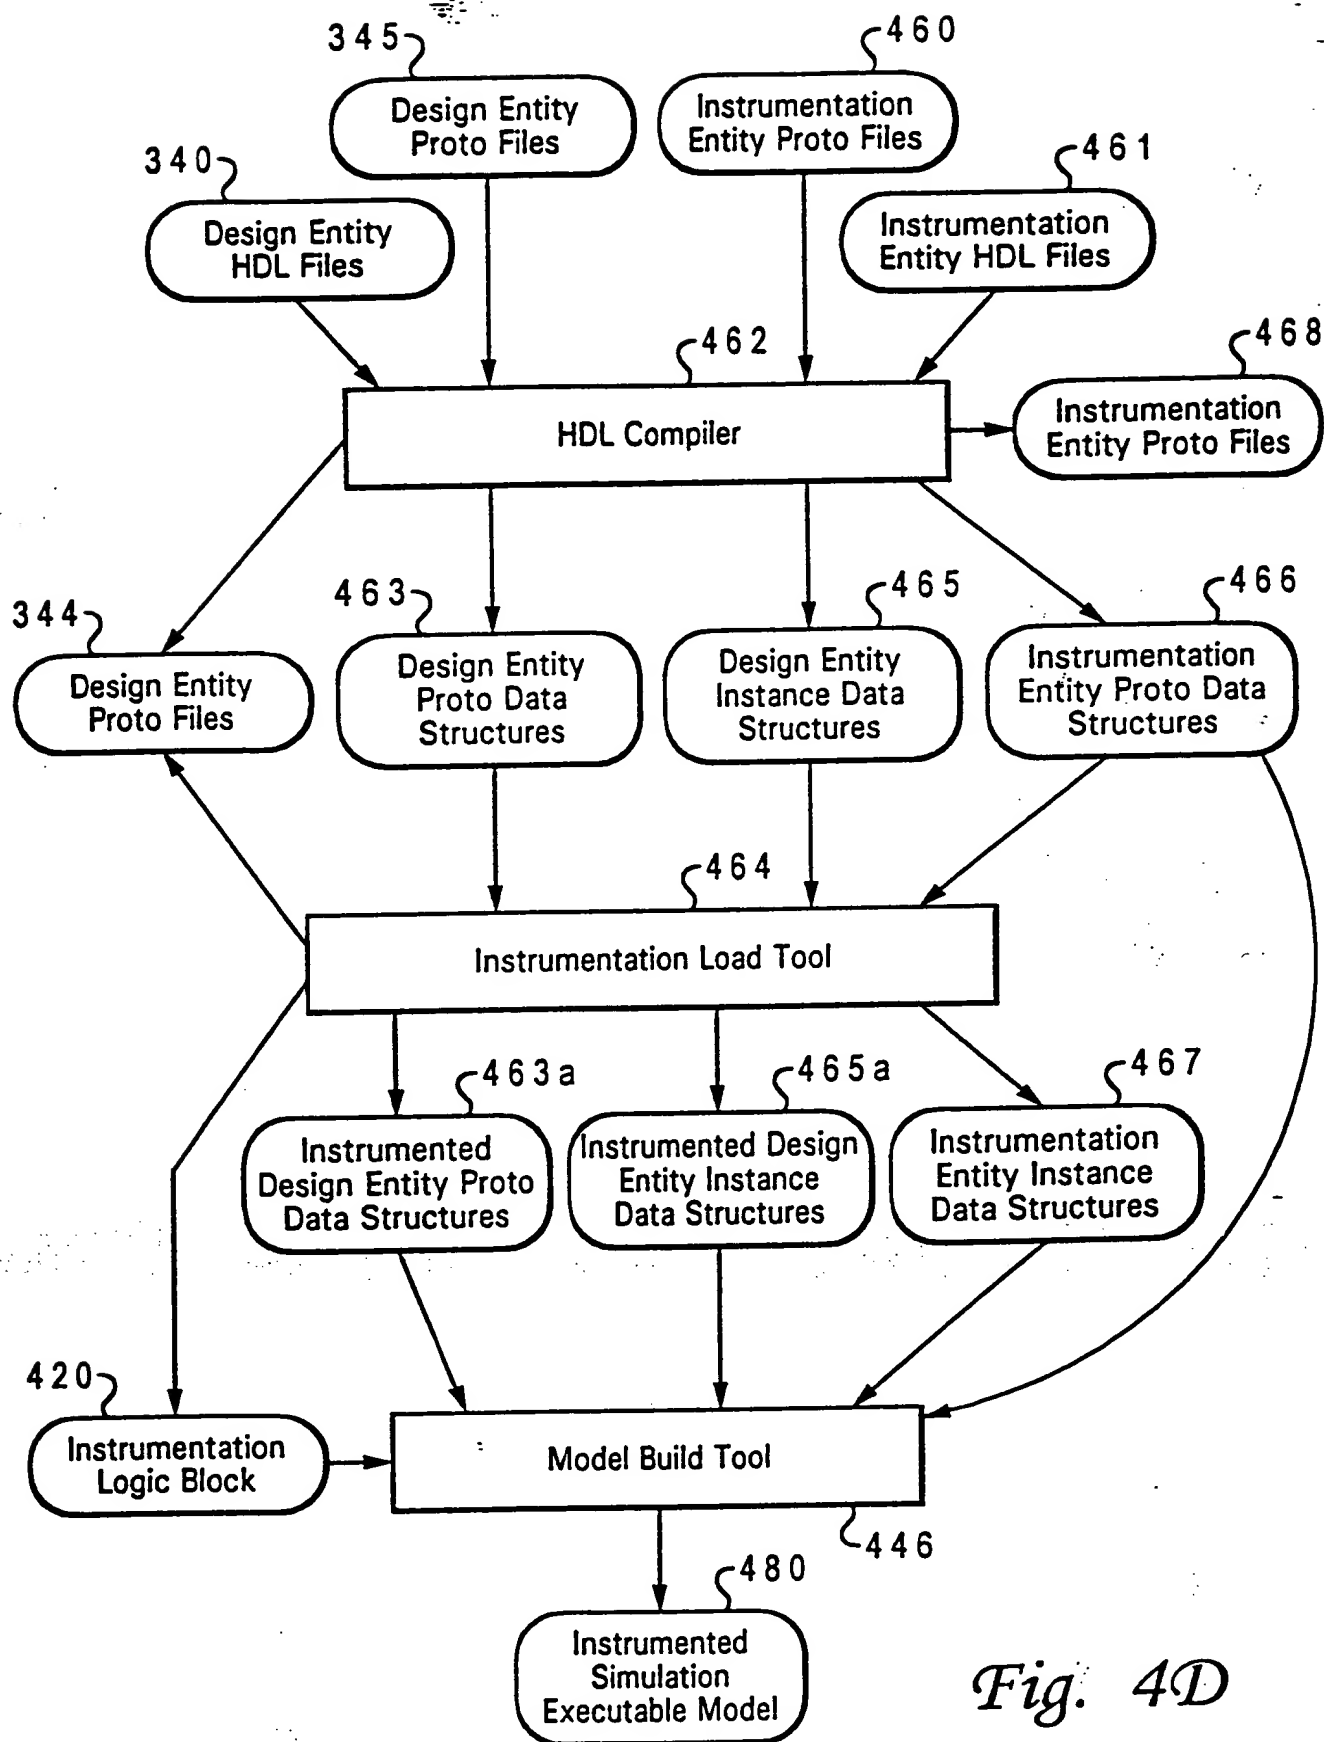 345
460
Design Entity
Proto Files
Instrumentation
Entity Proto Files
340
461
Design Entity
HDL Files
Instrumentation
Entity HDL Files
462
468
HDL Compiler
Instrumentation
Entity Proto Files
344
463
465
466
Design Entity
Proto Files
Design Entity
Proto Data
Structures
Design Entity
Instance Data
Structures
Instrumentation
Entity Proto Data
Structures
464
Instrumentation Load Tool
463a
465a
467
Instrumented
Design Entity Proto
Data Structures
Instrumented Design
Entity Instance
Data Structures
Instrumentation
Entity Instance
Data Structures
420
Instrumentation
Logic Block
Model Build Tool
446
480
Instrumented
Simulation
Executable Model
Fig. 4D